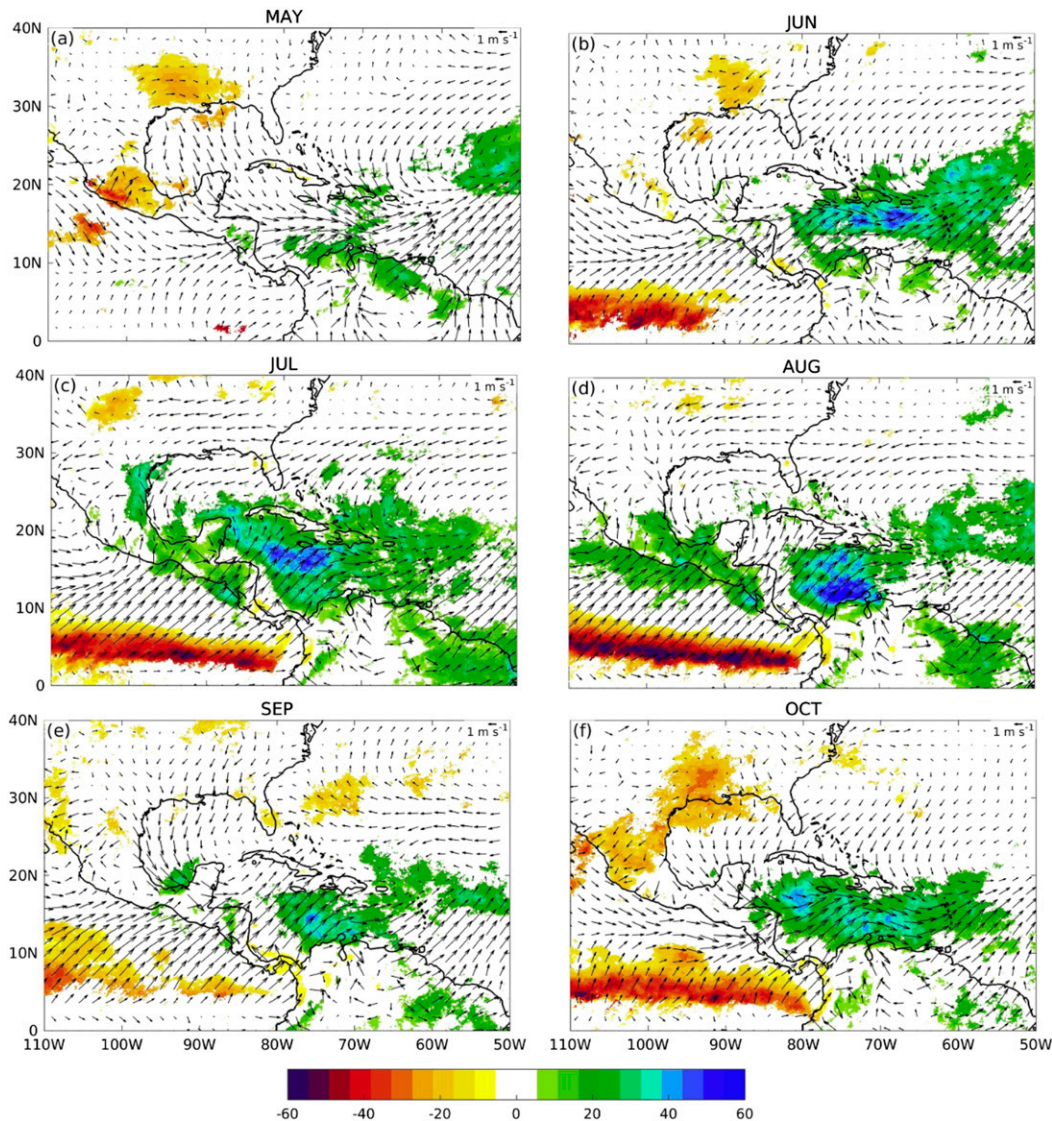 MAY
JUN
40N
(a)
1 m s⁻¹
(b)
1 m s⁻¹
30N
20N
10N
0
JUL
AUG
40N
(c)
1 m s⁻¹
(d)
1 m s⁻¹
30N
20N
10N
0
SEP
OCT
40N
(e)
1 m s⁻¹
(f)
1 m s⁻¹
30N
20N
10N
0
110W 100W 90W 80W 70W 60W 50W
110W 100W 90W 80W 70W 60W 50W
-60 -40 -20 0 20 40 60